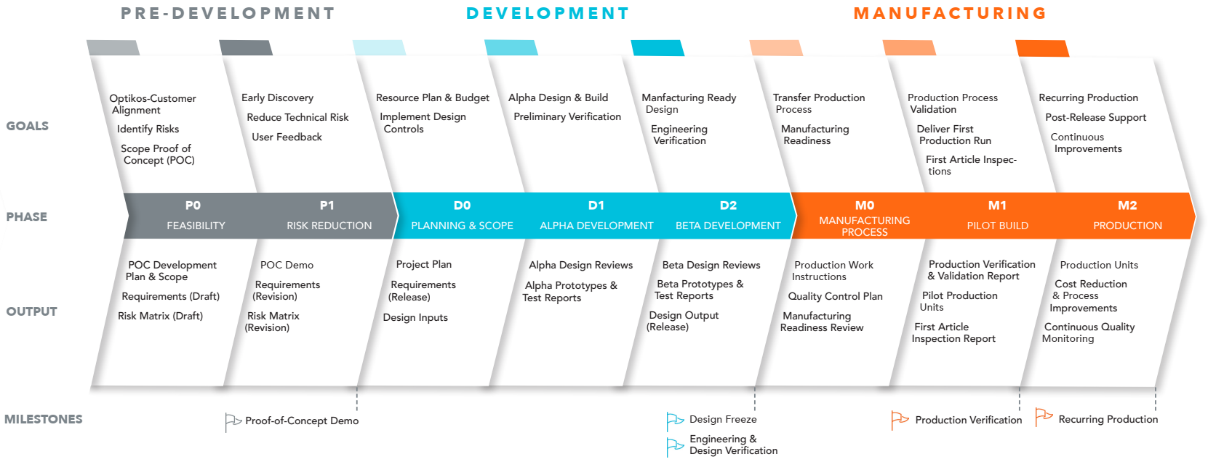 PRE-DEVELOPMENT
DEVELOPMENT
MANUFACTURING
GOALS
Optikos-Customer
Alignment
Identify Risks
Scope Proof of
Concept (POC)
Early Discovery
Reduce Technical Risk
User Feedback
Resource Plan & Budget
Implement Design
Controls
Alpha Design & Build
Preliminary Verification
Manfacturing Ready
Design
Engineering
Verification
Transfer Production
Process
Manufacturing
Readiness
Production Process
Validation
Deliver First
Production Run
First Article Inspec-
tions
Recurring Production
Post-Release Support
Continuous
Improvements
PHASE
P0
FEASIBILITY
P1
RISK REDUCTION
D0
PLANNING & SCOPE
D1
ALPHA DEVELOPMENT
D2
BETA DEVELOPMENT
M0
MANUFACTURING
PROCESS
M1
PILOT BUILD
M2
PRODUCTION
OUTPUT
POC Development
Plan & Scope
Requirements (Draft)
Risk Matrix (Draft)
POC Demo
Requirements
(Revision)
Risk Matrix
(Revision)
Project Plan
Requirements
(Release)
Design Inputs
Alpha Design Reviews
Alpha Prototypes &
Test Reports
Beta Design Reviews
Beta Prototypes &
Test Reports
Design Output
(Release)
Production Work
Instructions
Quality Control Plan
Manufacturing
Readiness Review
Production Verification
& Validation Report
Pilot Production
Units
First Article
Inspection Report
Production Units
Cost Reduction
& Process
Improvements
Continuous Quality
Monitoring
MILESTONES
Proof-of-Concept Demo
Design Freeze
Engineering &
Design Verification
Production Verification
Recurring Production